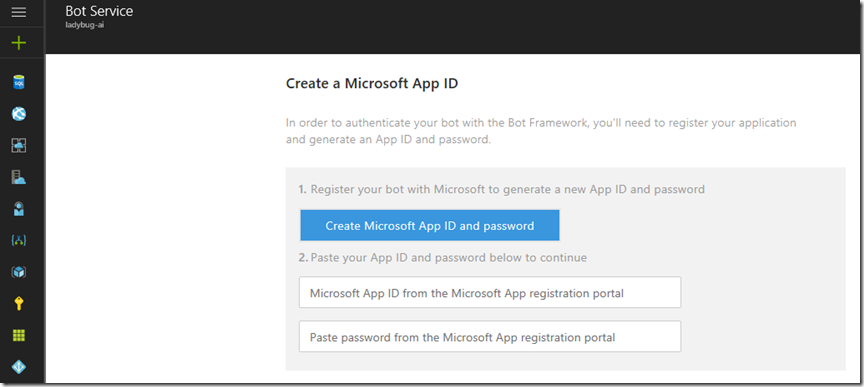 Bot Service
ladybug-ai
SQL
Create a Microsoft App ID
In order to authenticate your bot with the Bot Framework, you'll need to register your application
and generate an App ID and password.
1. Register your bot with Microsoft to generate a new App ID and password
Create Microsoft App ID and password
2. Paste your App ID and password below to continue
Microsoft App ID from the Microsoft App registration portal
Paste password from the Microsoft App registration portal